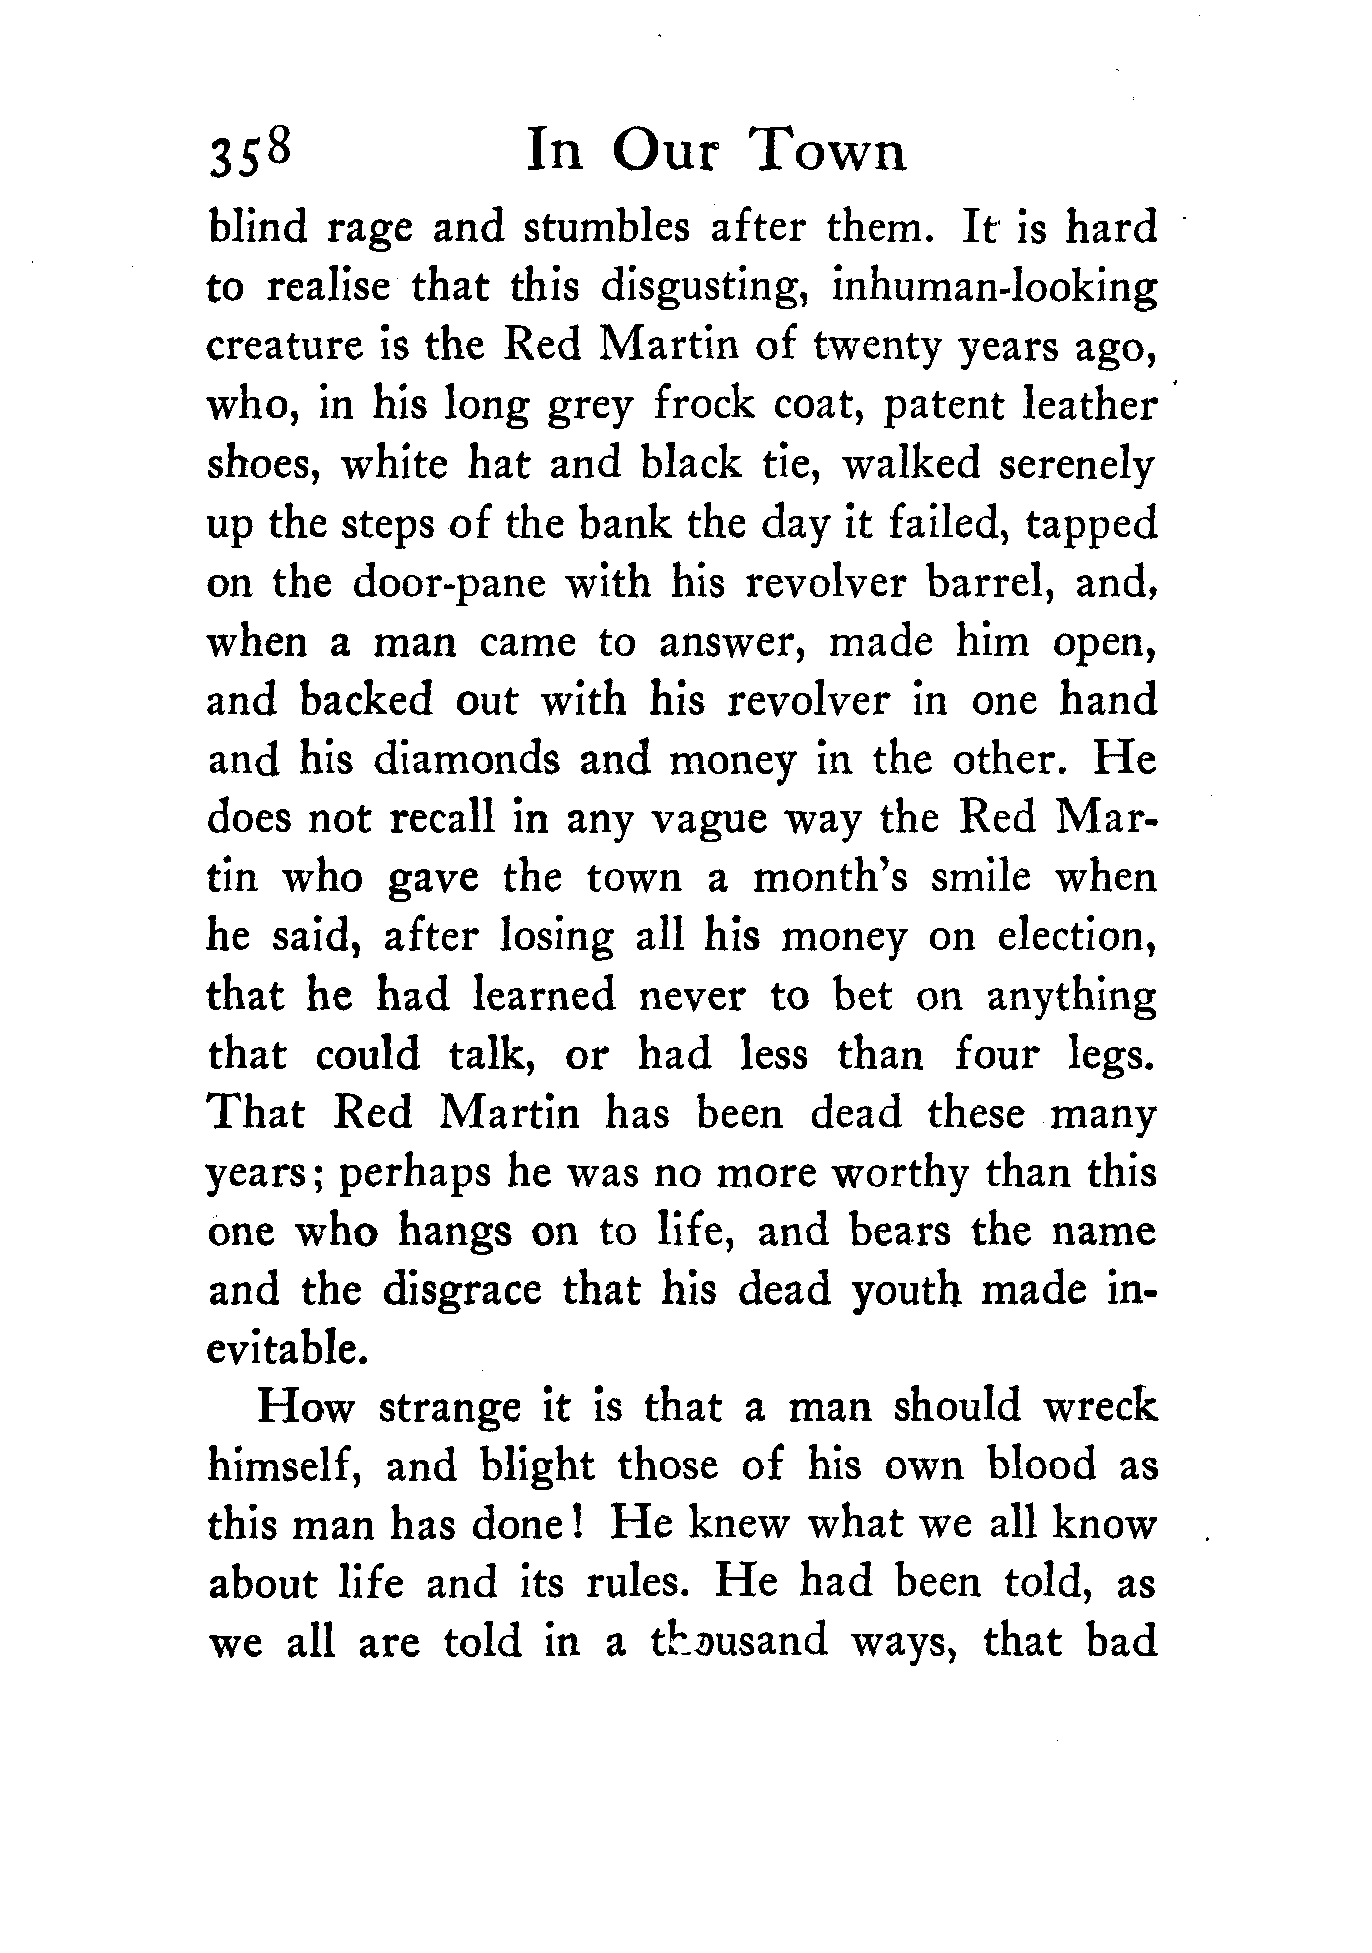 358 In Our Town
blind rage and stumbles after them. It is hard
to realise that this disgusting, inhuman-looking
creature is the Red Martin of twenty years ago,
who, in his long grey frock coat, patent leather
shoes, white hat and black tie, walked serenely
up the steps of the bank the day it failed, tapped
on the door-pane with his revolver barrel, and,
when a man came to answer, made him open,
and backed out with his revolver in one hand
and his diamonds and money in the other. He
does not recall in any vague way the Red Mar-
tin who gave the town a month's smile when
he said, after losing all his money on election,
that he had learned never to bet on anything
that could talk, or had less than four legs.
That Red Martin has been dead these many
years; perhaps he was no more worthy than this
one who hangs on to life, and bears the name
and the disgrace that his dead youth made in-
evitable.
How strange it is that a man should wreck
himself, and blight those of his own blood as
this man has done! He knew what we all know
about life and its rules. He had been told, as
we all are told in a thousand ways, that bad